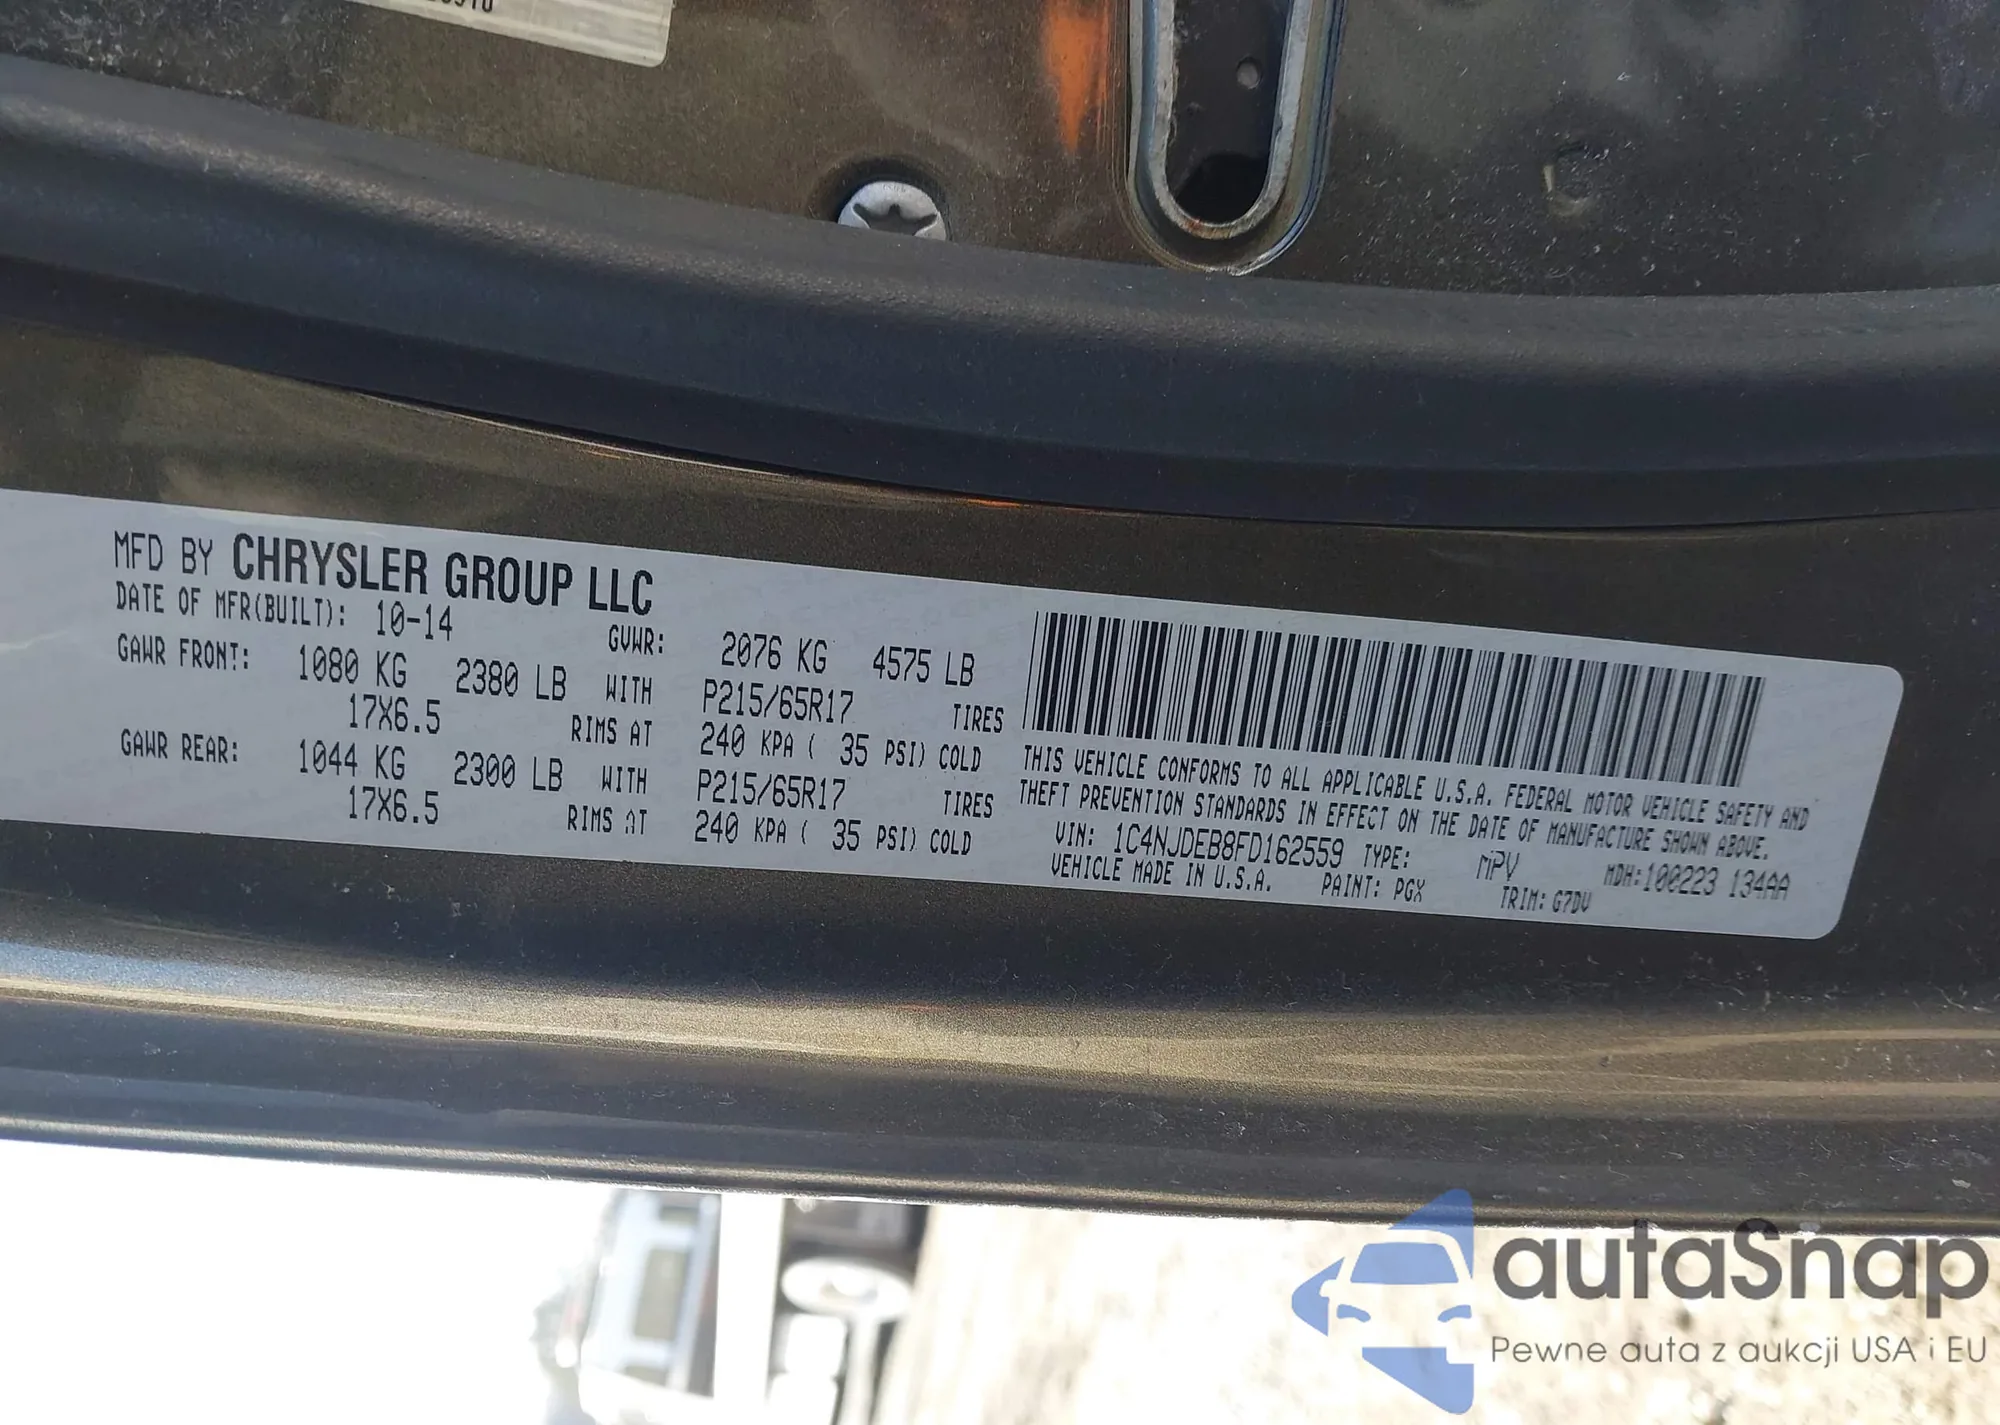 MFD BY CHRYSLER GROUP LLC
DATE OF MFR(BUILT): 10-14 GVWR: 2076 KG 4575 LB
GAWR FRONT: 1080 KG 2380 LB WITH P215/65R17 TIRES
17X6.5 RIMS AT 240 KPA ( 35 PSI) COLD
GAWR REAR: 1044 KG 2300 LB WITH P215/65R17 TIRES
17X6.5 RIMS AT 240 KPA ( 35 PSI) COLD
THIS VEHICLE CONFORMS TO ALL APPLICABLE U.S.A. FEDERAL MOTOR VEHICLE SAFETY AND
THEFT PREVENTION STANDARDS IN EFFECT ON THE DATE OF MANUFACTURE SHOWN ABOVE.
VIN: 1C4NJDEB8FD162559 TYPE: MPV MDH:100223 134AA
VEHICLE MADE IN U.S.A. PAINT: PGX TRIM: G7DV
autaSnap
Pewne auta z aukcji USA i EU